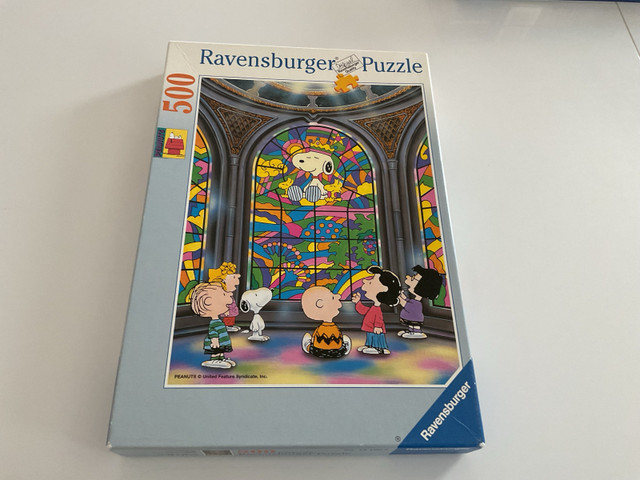 Ravensburger Puzzle
500
PEANUTS © United Feature Syndicate, Inc.
Ravensburger
®